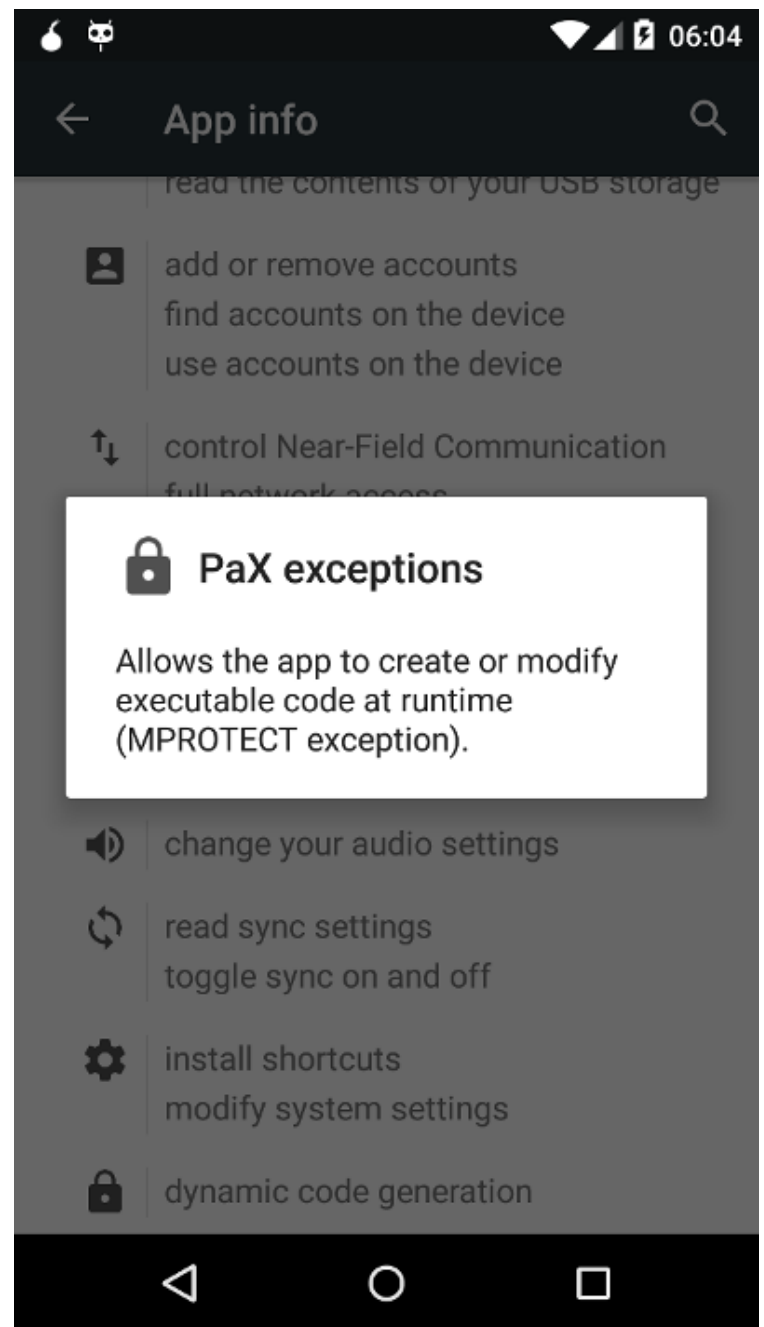 06:04
App info
read the contents of your USB storage
add or remove accounts
find accounts on the device
use accounts on the device
control Near-Field Communication
full network access
PaX exceptions
Allows the app to create or modify
executable code at runtime
(MPROTECT exception).
change your audio settings
read sync settings
toggle sync on and off
install shortcuts
modify system settings
dynamic code generation